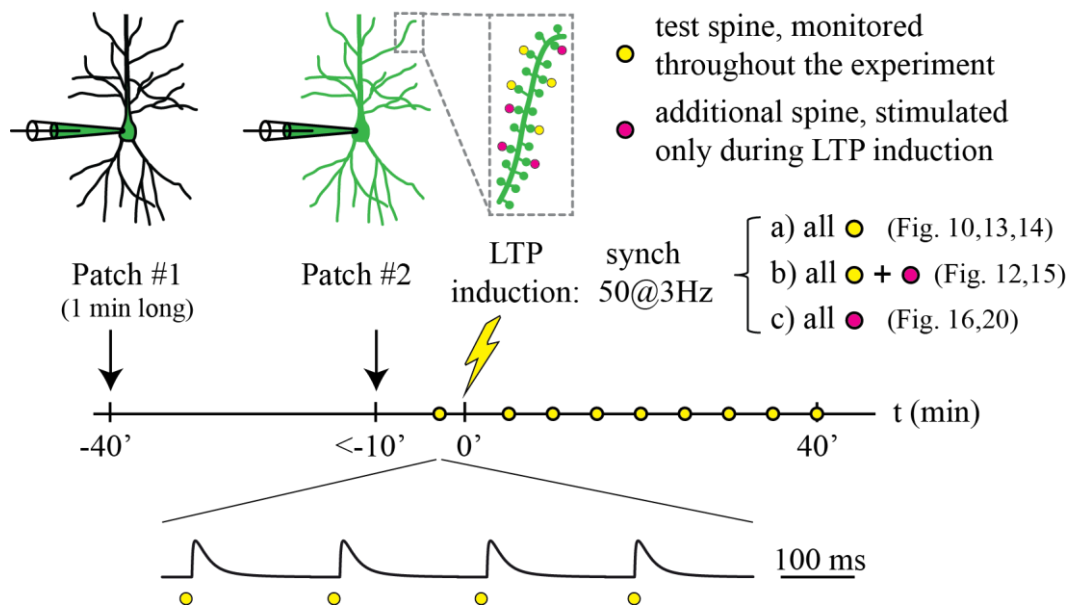 test spine, monitored
throughout the experiment
additional spine, stimulated
only during LTP induction
Patch #1
(1 min long)
Patch #2
LTP
induction:
synch
50@3Hz
a) all (Fig. 10,13,14)
b) all + (Fig. 12,15)
c) all (Fig. 16,20)
-40’
<-10’
0’
40’
t (min)
100 ms